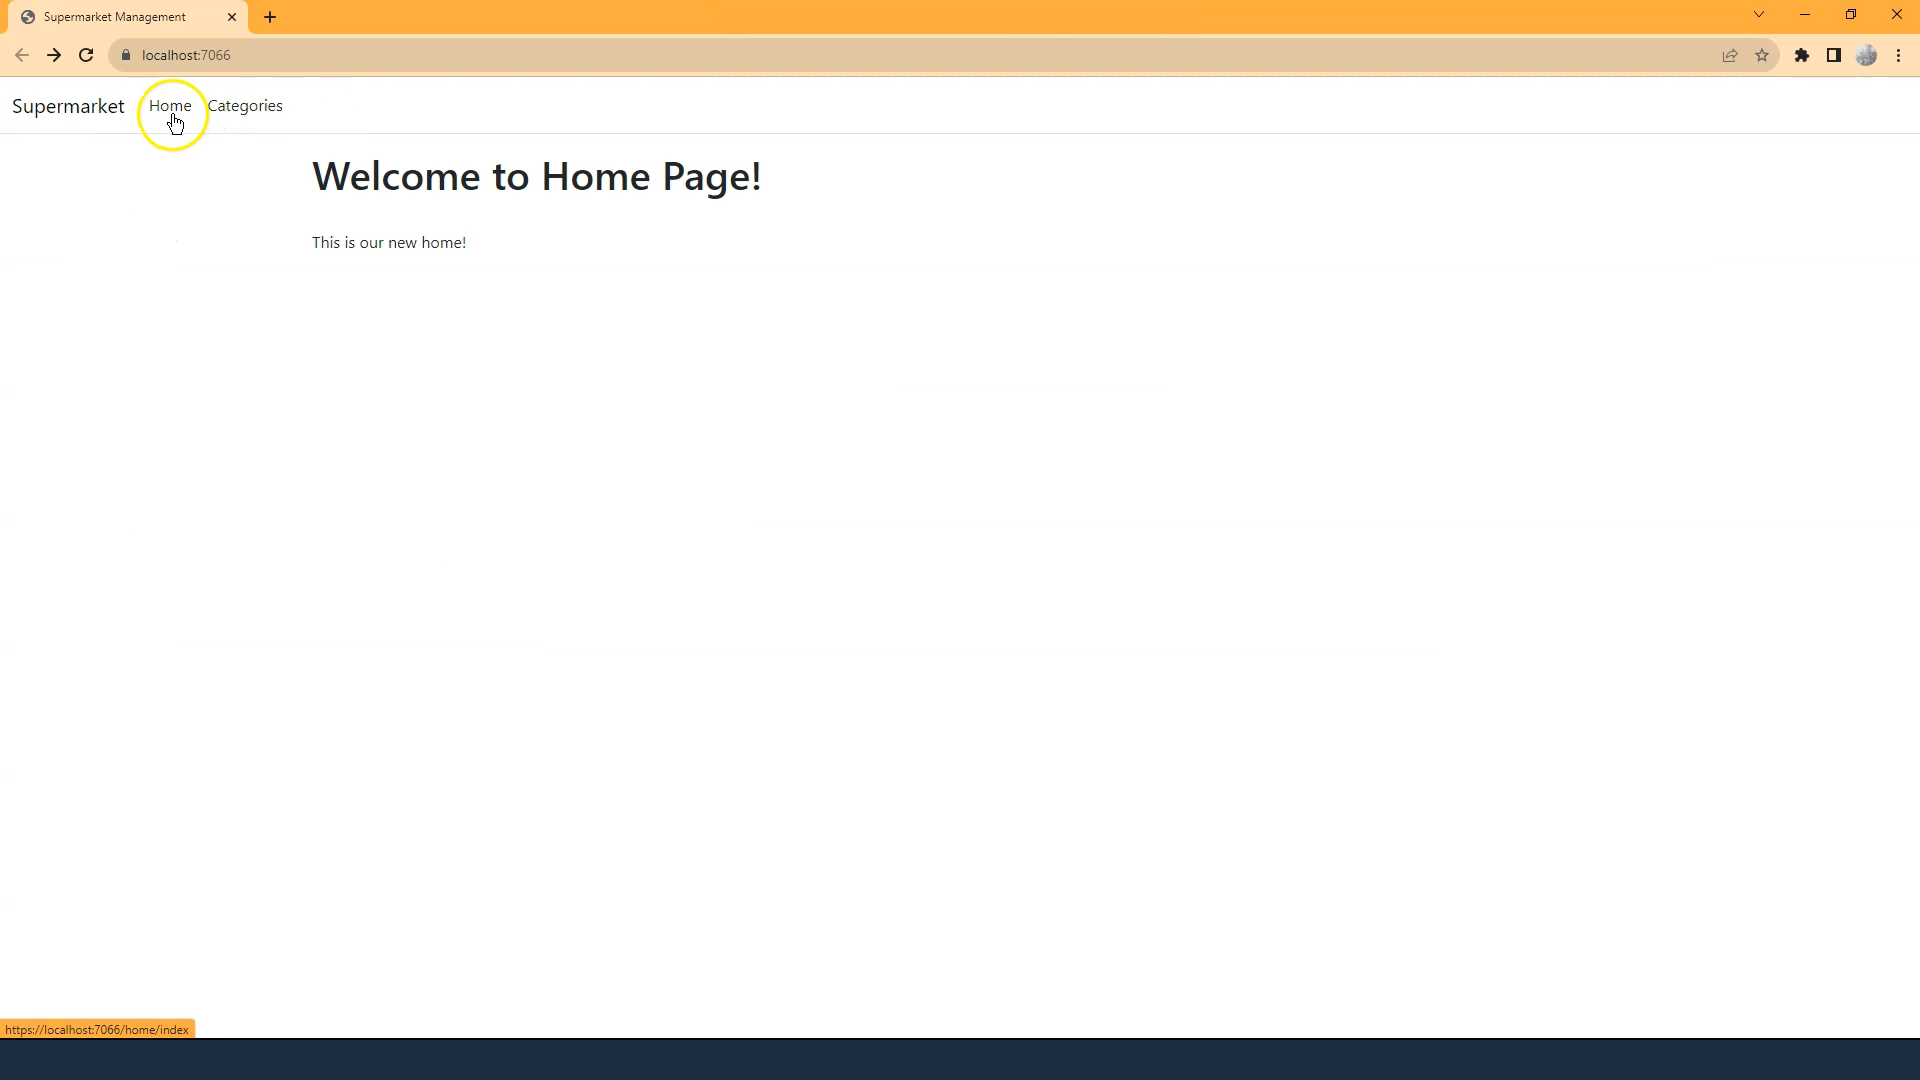 Supermarket Management
localhost:7066
Supermarket Home Categories
Welcome to Home Page!
This is our new home!
https://localhost:7066/home/index